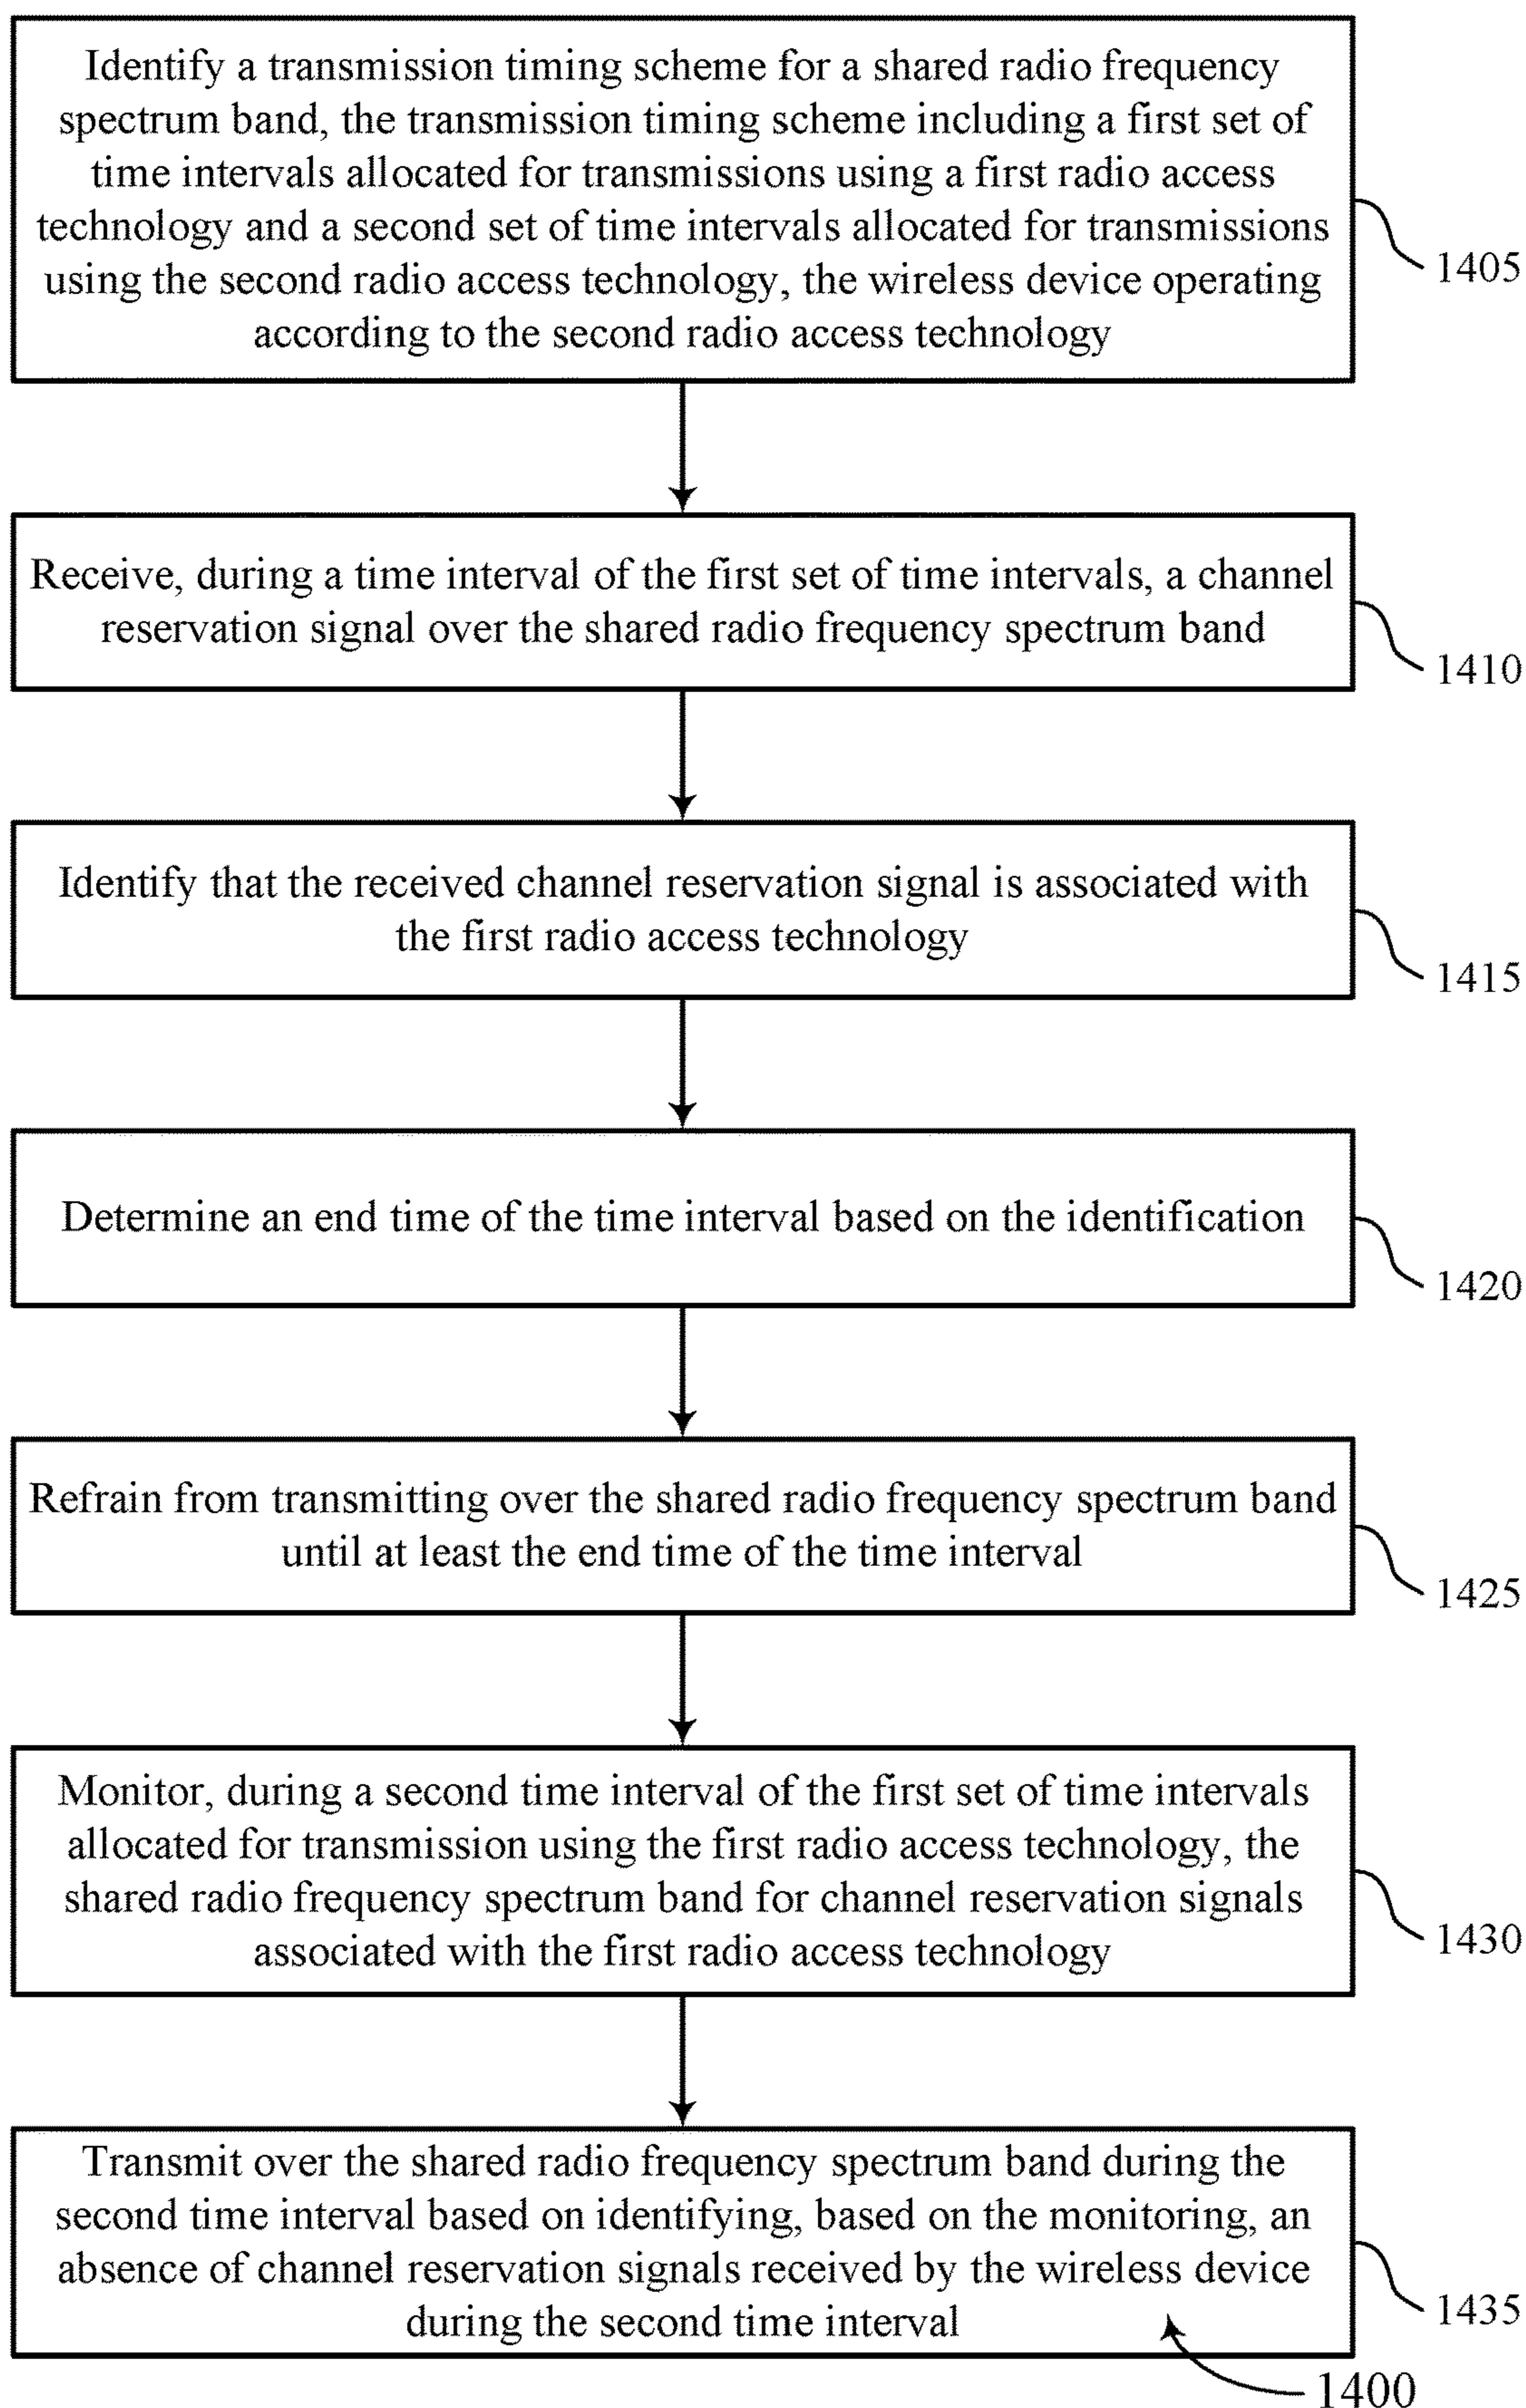 Identify a transmission timing scheme for a shared radio frequency
spectrum band, the transmission timing scheme including a first set of
time intervals allocated for transmissions using a first radio access
technology and a second set of time intervals allocated for transmissions
using the second radio access technology, the wireless device operating
according to the second radio access technology
1405
Receive, during a time interval of the first set of time intervals, a channel
reservation signal over the shared radio frequency spectrum band
1410
Identify that the received channel reservation signal is associated with
the first radio access technology
1415
Determine an end time of the time interval based on the identification
1420
Refrain from transmitting over the shared radio frequency spectrum band
until at least the end time of the time interval
1425
Monitor, during a second time interval of the first set of time intervals
allocated for transmission using the first radio access technology, the
shared radio frequency spectrum band for channel reservation signals
associated with the first radio access technology
1430
Transmit over the shared radio frequency spectrum band during the
second time interval based on identifying, based on the monitoring, an
absence of channel reservation signals received by the wireless device
during the second time interval
1435
1400